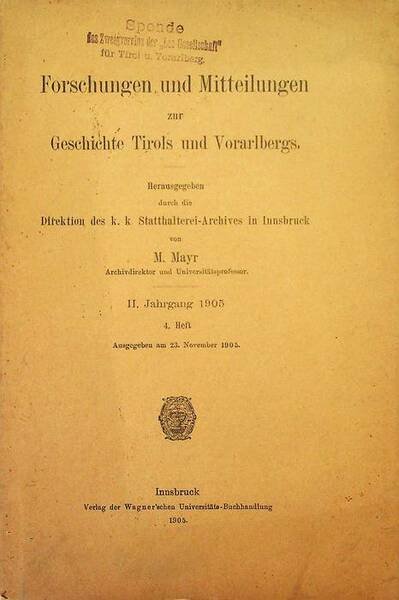 Spende
des Zweigvereins der „Leo Gesellschaft"
für Tirol u. Vorarlberg.
Forschungen und Mitteilungen
zur
Geschichte Tirols und Vorarlbergs.
Herausgegeben
durch die
Direktion des k. k. Statthalterei-Archives in Innsbruck
von
M. Mayr
Archivdirektor und Universitätsprofessor.
II. Jahrgang 1905
4. Heft
Ausgegeben am 23. November 1905.
Innsbruck
Verlag der Wagner'schen Universitäts-Buchhandlung
1905.